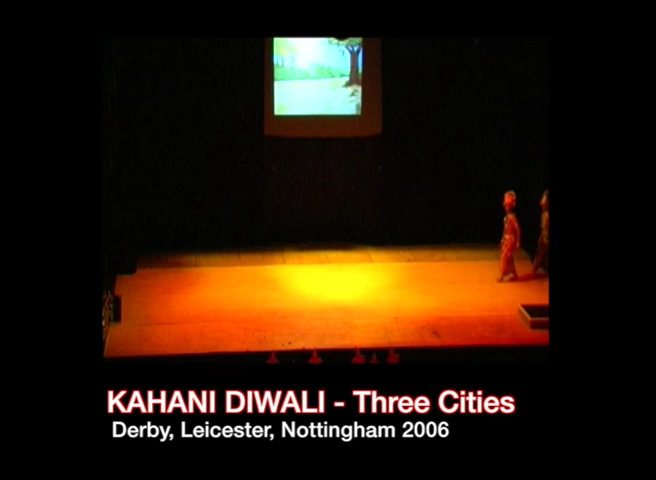 KAHANI DIWALI - Three Cities
Derby, Leicester, Nottingham 2006